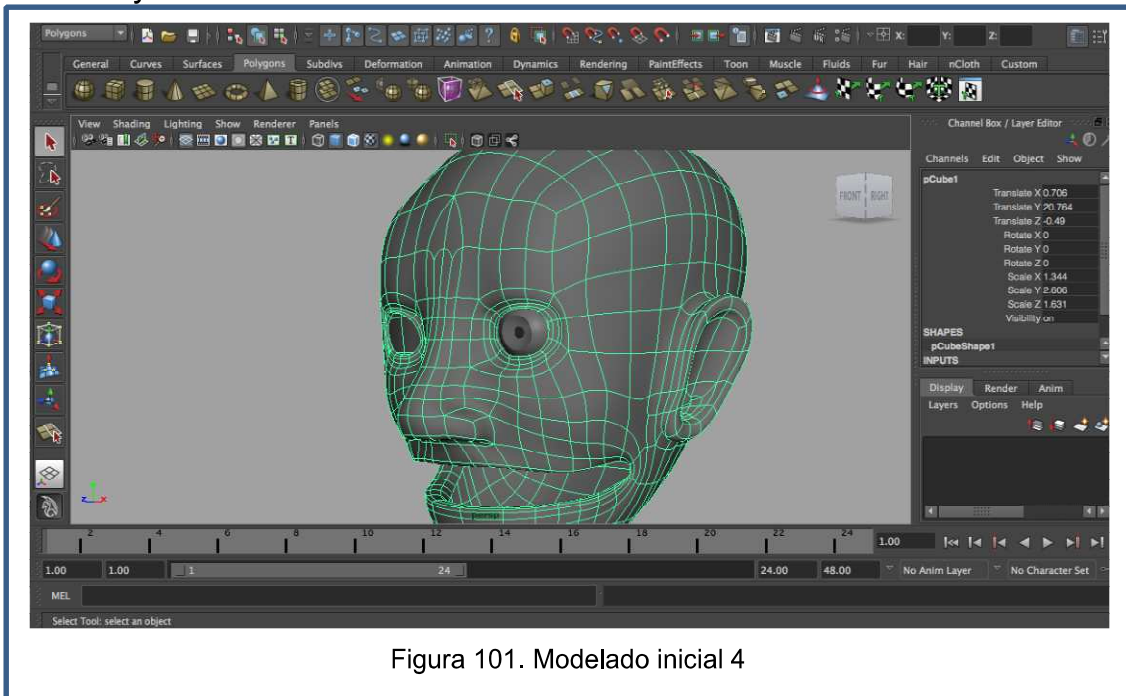 Polygons X: Y: Z:
General Curves Surfaces Polygons Subdivs Deformation Animation Dynamics Rendering PaintEffects Toon Muscle Fluids Fur Hair nCloth Custom
View Shading Lighting Show Renderer Panels
Channel Box / Layer Editor
Channels Edit Object Show
pCube1
Translate X 0.706
Translate Y 20.764
Translate Z -0.49
Rotate X 0
Rotate Y 0
Rotate Z 0
Scale X 1.344
Scale Y 2.606
Scale Z 1.631
Visibility on
SHAPES
pCubeShape1
INPUTS
FRONT RIGHT
Display Render Anim
Layers Options Help
z x
persp
2 4 6 8 10 12 14 16 18 20 22 24 1.00
1.00 1.00 1 24 24.00 48.00 No Anim Layer No Character Set
MEL
Select Tool: select an object
Figura 101. Modelado inicial 4